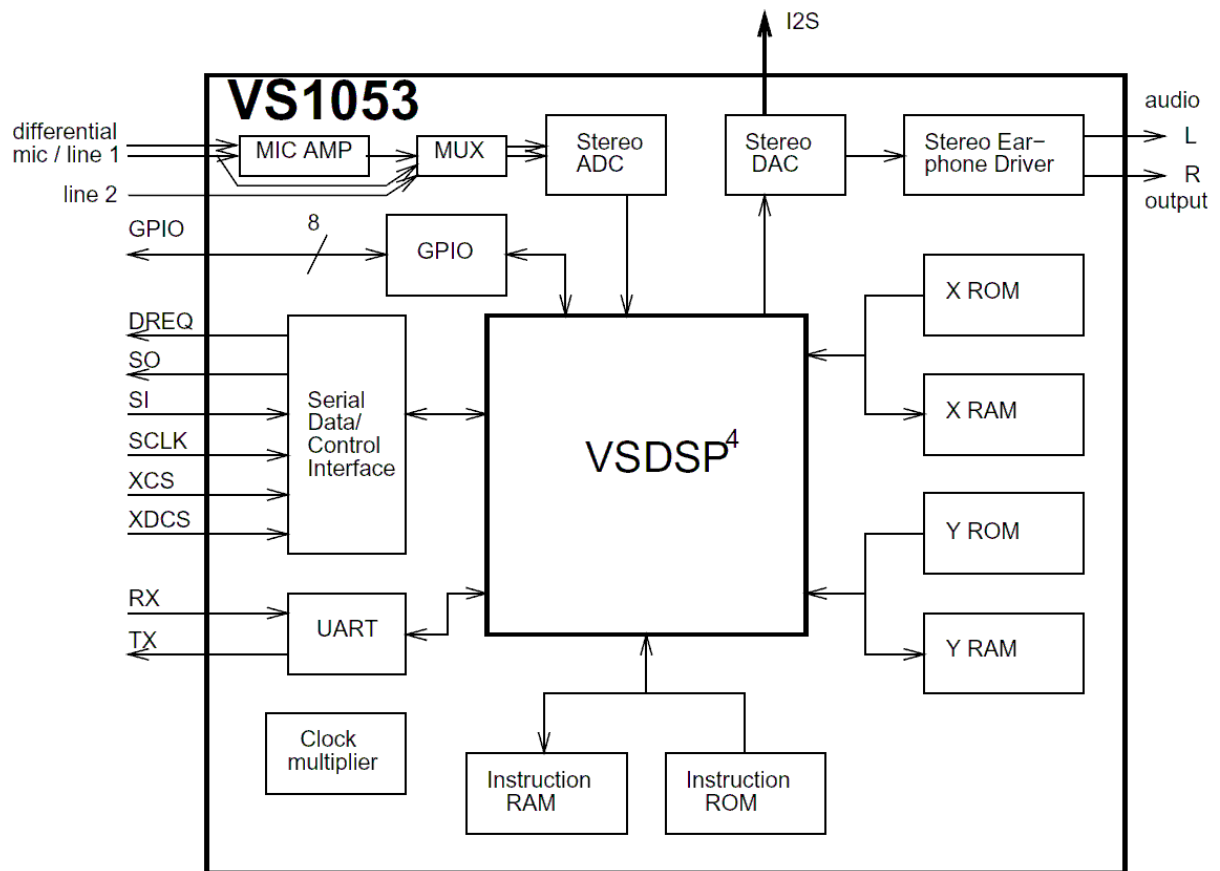 I2S
VS1053
audio
differential
mic / line 1
MIC AMP
MUX
Stereo
ADC
Stereo
DAC
Stereo Ear–
phone Driver
L
R
line 2
output
GPIO
8
GPIO
X ROM
DREQ
SO
SI
SCLK
XCS
XDCS
Serial
Data/
Control
Interface
VSDSP4
X RAM
Y ROM
RX
TX
UART
Y RAM
Clock
multiplier
Instruction
RAM
Instruction
ROM